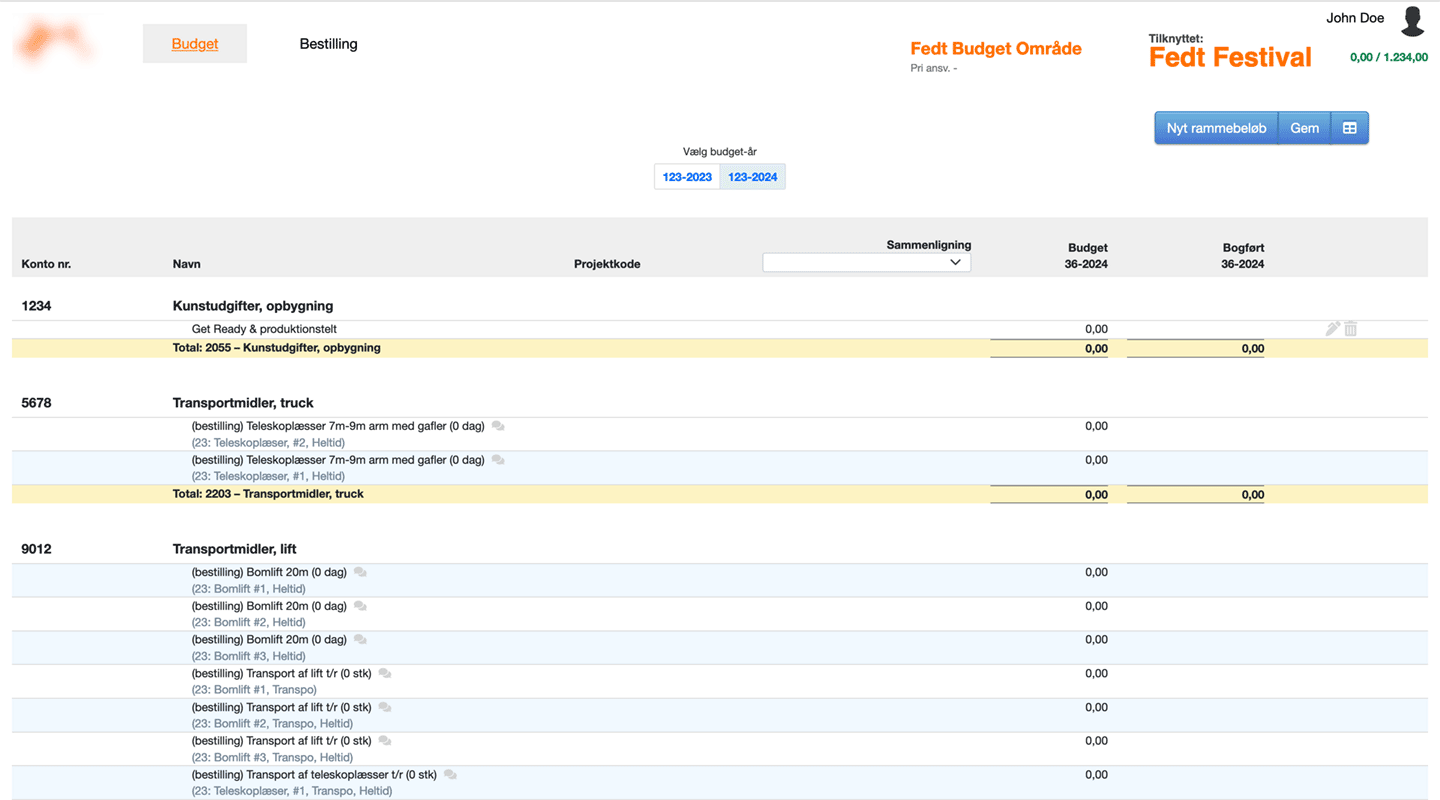 John Doe
Budget
Bestilling
Fedt Budget Område
Pri ansv. -
Tilknyttet:
Fedt Festival
0,00 / 1.234,00
Nyt rammebeløb
Gem
Vælg budget-år
123-2023 123-2024
Konto nr. Navn Projektkode Sammenligning Budget 36-2024 Bogført 36-2024
1234 Kunstudgifter, opbygning
Get Ready & produktionstelt 0,00
Total: 2055 – Kunstudgifter, opbygning 0,00 0,00
5678 Transportmidler, truck
(bestilling) Teleskoplæsser 7m-9m arm med gafler (0 dag) 0,00
(23: Teleskoplæser, #2, Heltid)
(bestilling) Teleskoplæsser 7m-9m arm med gafler (0 dag) 0,00
(23: Teleskoplæser, #1, Heltid)
Total: 2203 – Transportmidler, truck 0,00 0,00
9012 Transportmidler, lift
(bestilling) Bomlift 20m (0 dag) 0,00
(23: Bomlift #1, Heltid)
(bestilling) Bomlift 20m (0 dag) 0,00
(23: Bomlift #2, Heltid)
(bestilling) Bomlift 20m (0 dag) 0,00
(23: Bomlift #3, Heltid)
(bestilling) Transport af lift t/r (0 stk) 0,00
(23: Bomlift #1, Transpo)
(bestilling) Transport af lift t/r (0 stk) 0,00
(23: Bomlift #2, Transpo, Heltid)
(bestilling) Transport af lift t/r (0 stk) 0,00
(23: Bomlift #3, Transpo, Heltid)
(bestilling) Transport af teleskoplæsser t/r (0 stk) 0,00
(23: Teleskoplæser, #1, Transpo, Heltid)